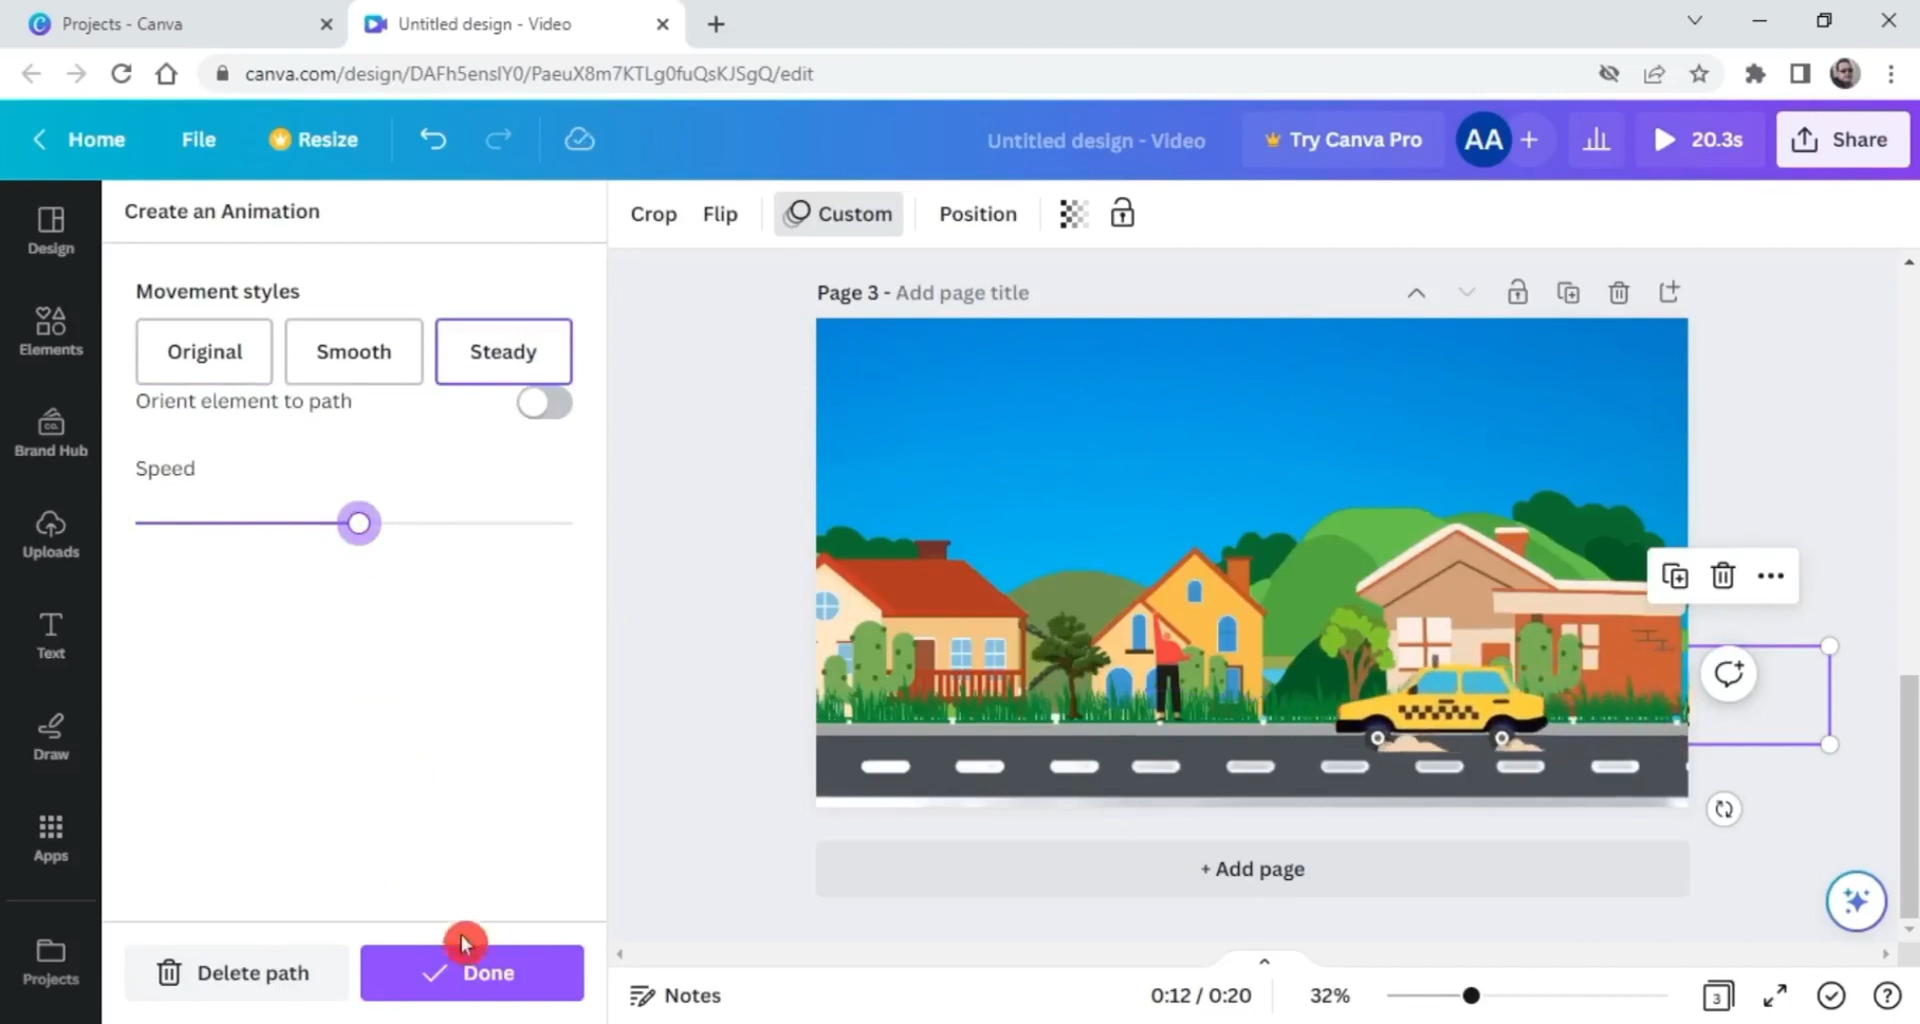 Projects - Canva
Untitled design - Video
canva.com/design/DAFh5ensIY0/PaeuX8m7KTLg0fuQsKJSgQ/edit
Home
File
Resize
Untitled design - Video
Try Canva Pro
AA
20.3s
Share
Design
Elements
Brand Hub
Uploads
Text
Draw
Apps
Projects
Create an Animation
Movement styles
Original
Smooth
Steady
Orient element to path
Speed
Delete path
Done
Crop
Flip
Custom
Position
Page 3 - Add page title
+ Add page
Notes
0:12 / 0:20
32%
3